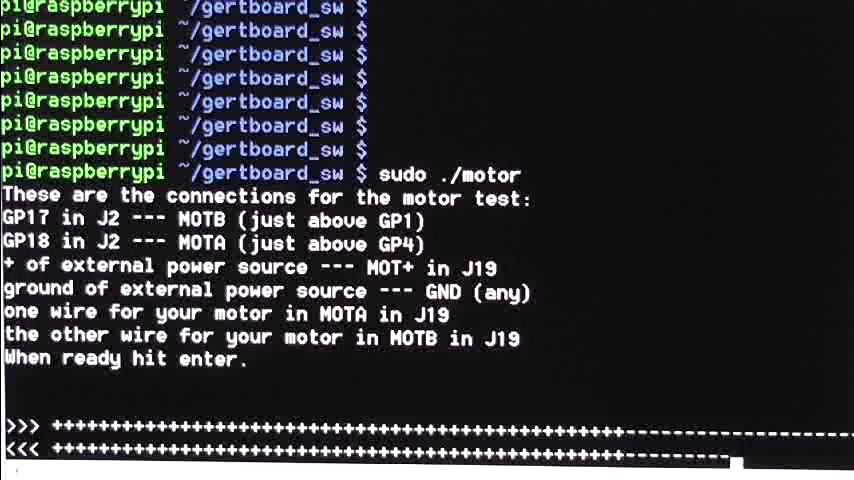 pi@raspberrypi ~/gertboard_sw $
pi@raspberrypi ~/gertboard_sw $
pi@raspberrypi ~/gertboard_sw $
pi@raspberrypi ~/gertboard_sw $
pi@raspberrypi ~/gertboard_sw $
pi@raspberrypi ~/gertboard_sw $
pi@raspberrypi ~/gertboard_sw $
pi@raspberrypi ~/gertboard_sw $ sudo ./motor
These are the connections for the motor test:
GP17 in J2 --- MOTB (just above GP1)
GP18 in J2 --- MOTA (just above GP4)
+ of external power source --- MOT+ in J19
ground of external power source --- GND (any)
one wire for your motor in MOTA in J19
the other wire for your motor in MOTB in J19
When ready hit enter.
>>> ++++++++++++++++++++++++++++++++++++++++++++++++--------------------
<<< ++++++++++++++++++++++++++++++++++++++++++++++++---------